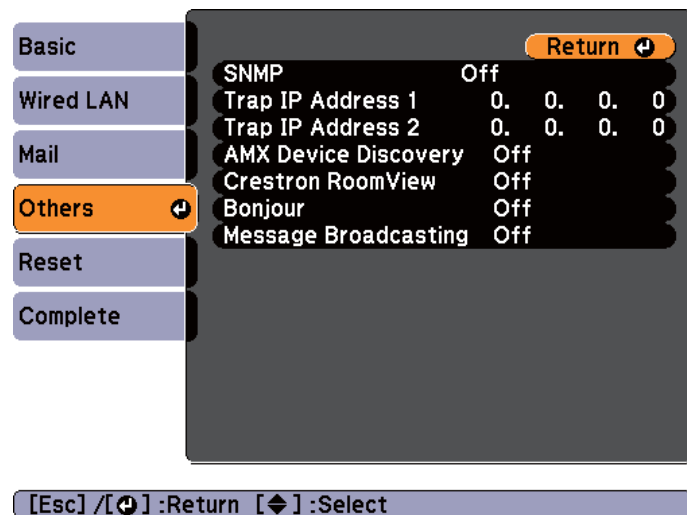 Basic
Wired LAN
Mail
Others
Reset
Complete
Return
SNMP Off
Trap IP Address 1 0. 0. 0. 0
Trap IP Address 2 0. 0. 0. 0
AMX Device Discovery Off
Crestron RoomView Off
Bonjour Off
Message Broadcasting Off
[Esc] /[⏎] :Return [◆] :Select